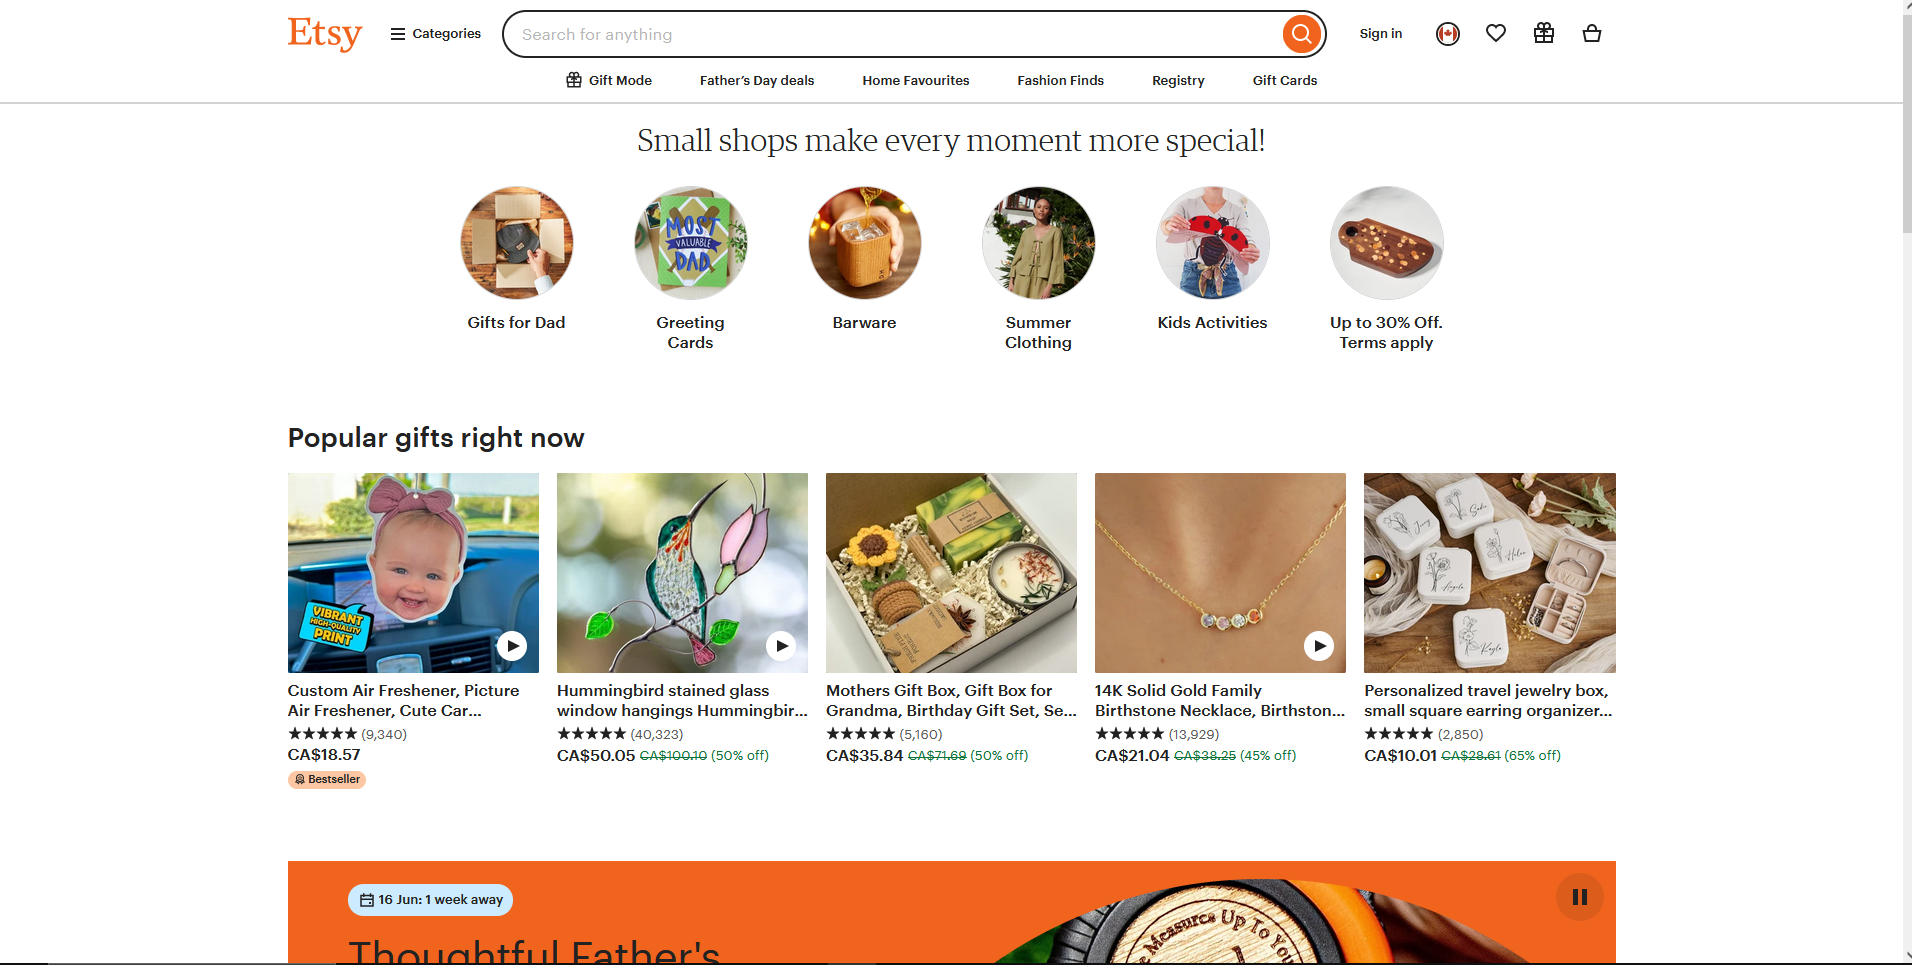 Etsy
Categories
Search for anything
Sign in
Gift Mode
Father's Day deals
Home Favourites
Fashion Finds
Registry
Gift Cards
Small shops make every moment more special!
MOST
VALUABLE
DAD
Gifts for Dad
Greeting
Cards
Barware
Summer
Clothing
Kids Activities
Up to 30% Off.
Terms apply
Popular gifts right now
VIBRANT
HIGH-QUALITY
PRINT
Custom Air Freshener, Picture
Air Freshener, Cute Car...
(9,340)
CA$18.57
Bestseller
Hummingbird stained glass
window hangings Hummingbir...
(40,323)
CA$50.05 CA$100.10 (50% off)
Mothers Gift Box, Gift Box for
Grandma, Birthday Gift Set, Se...
(5,160)
CA$35.84 CA$71.69 (50% off)
14K Solid Gold Family
Birthstone Necklace, Birthston...
(13,929)
CA$21.04 CA$38.25 (45% off)
Kayla
Personalized travel jewelry box,
small square earring organizer...
(2,850)
CA$10.01 CA$28.61 (65% off)
16 Jun: 1 week away
Thoughtful Father's
Measures Up To